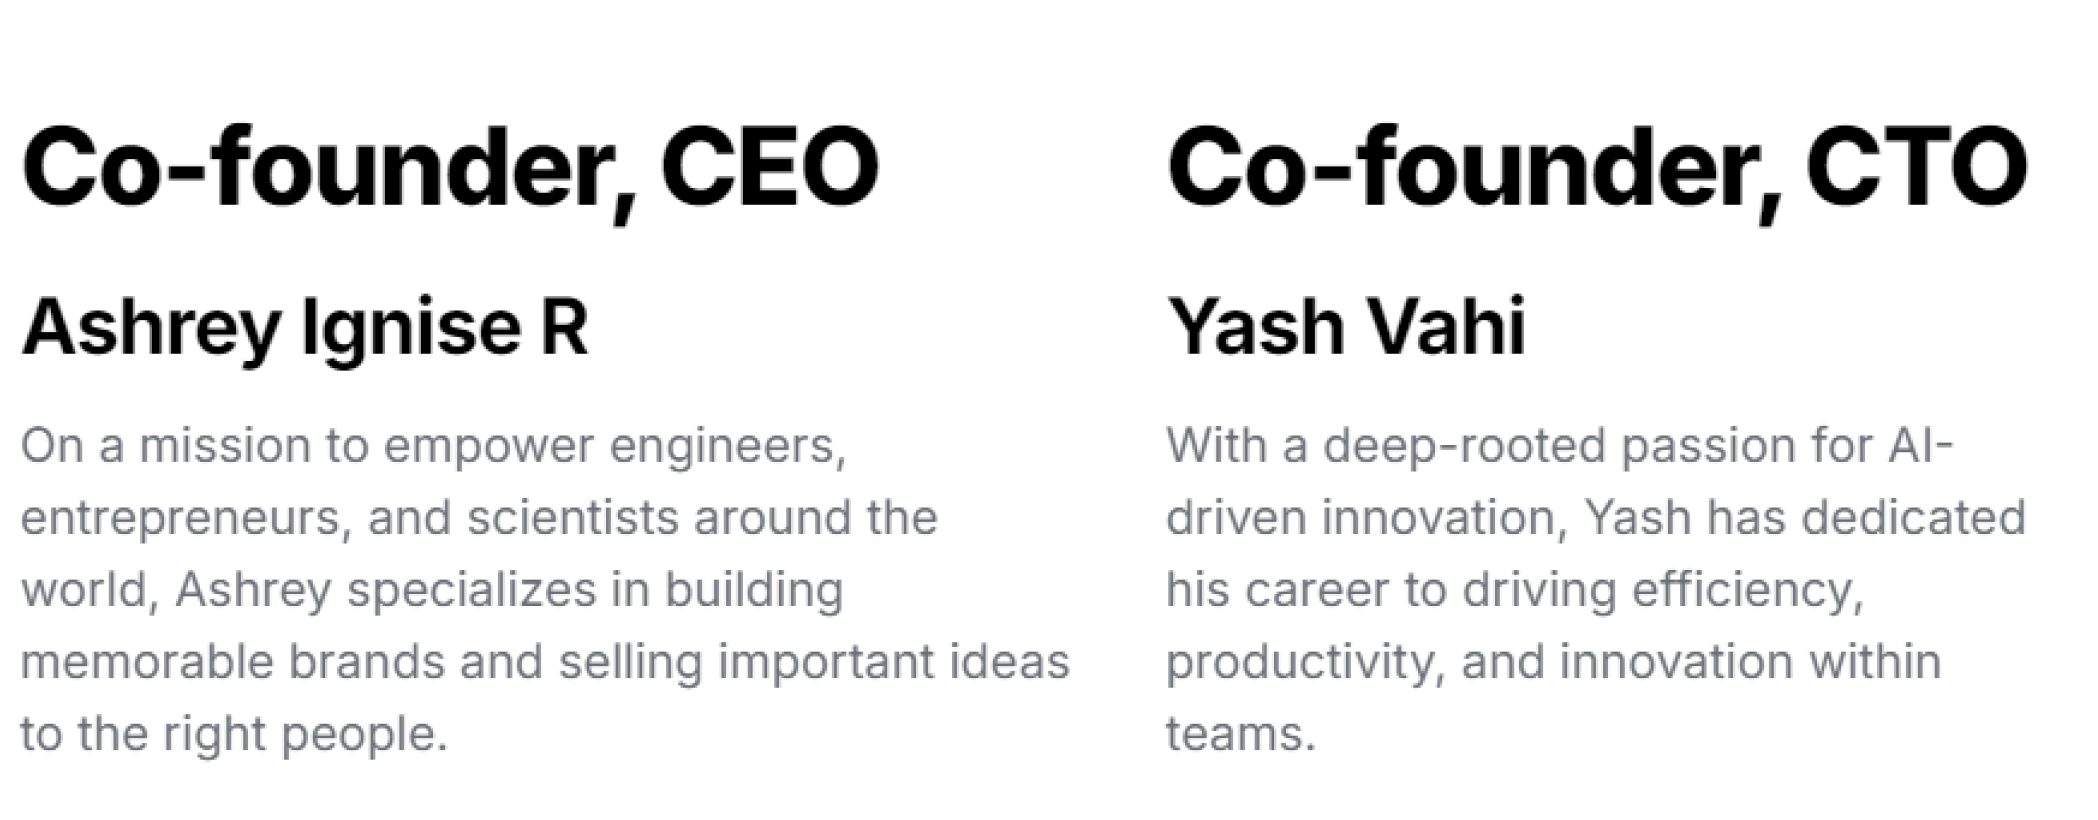 Co-founder, CEO
Ashrey Ignise R
On a mission to empower engineers,
entrepreneurs, and scientists around the
world, Ashrey specializes in building
memorable brands and selling important ideas
to the right people.
Co-founder, CTO
Yash Vahi
With a deep-rooted passion for AI-
driven innovation, Yash has dedicated
his career to driving efficiency,
productivity, and innovation within
teams.